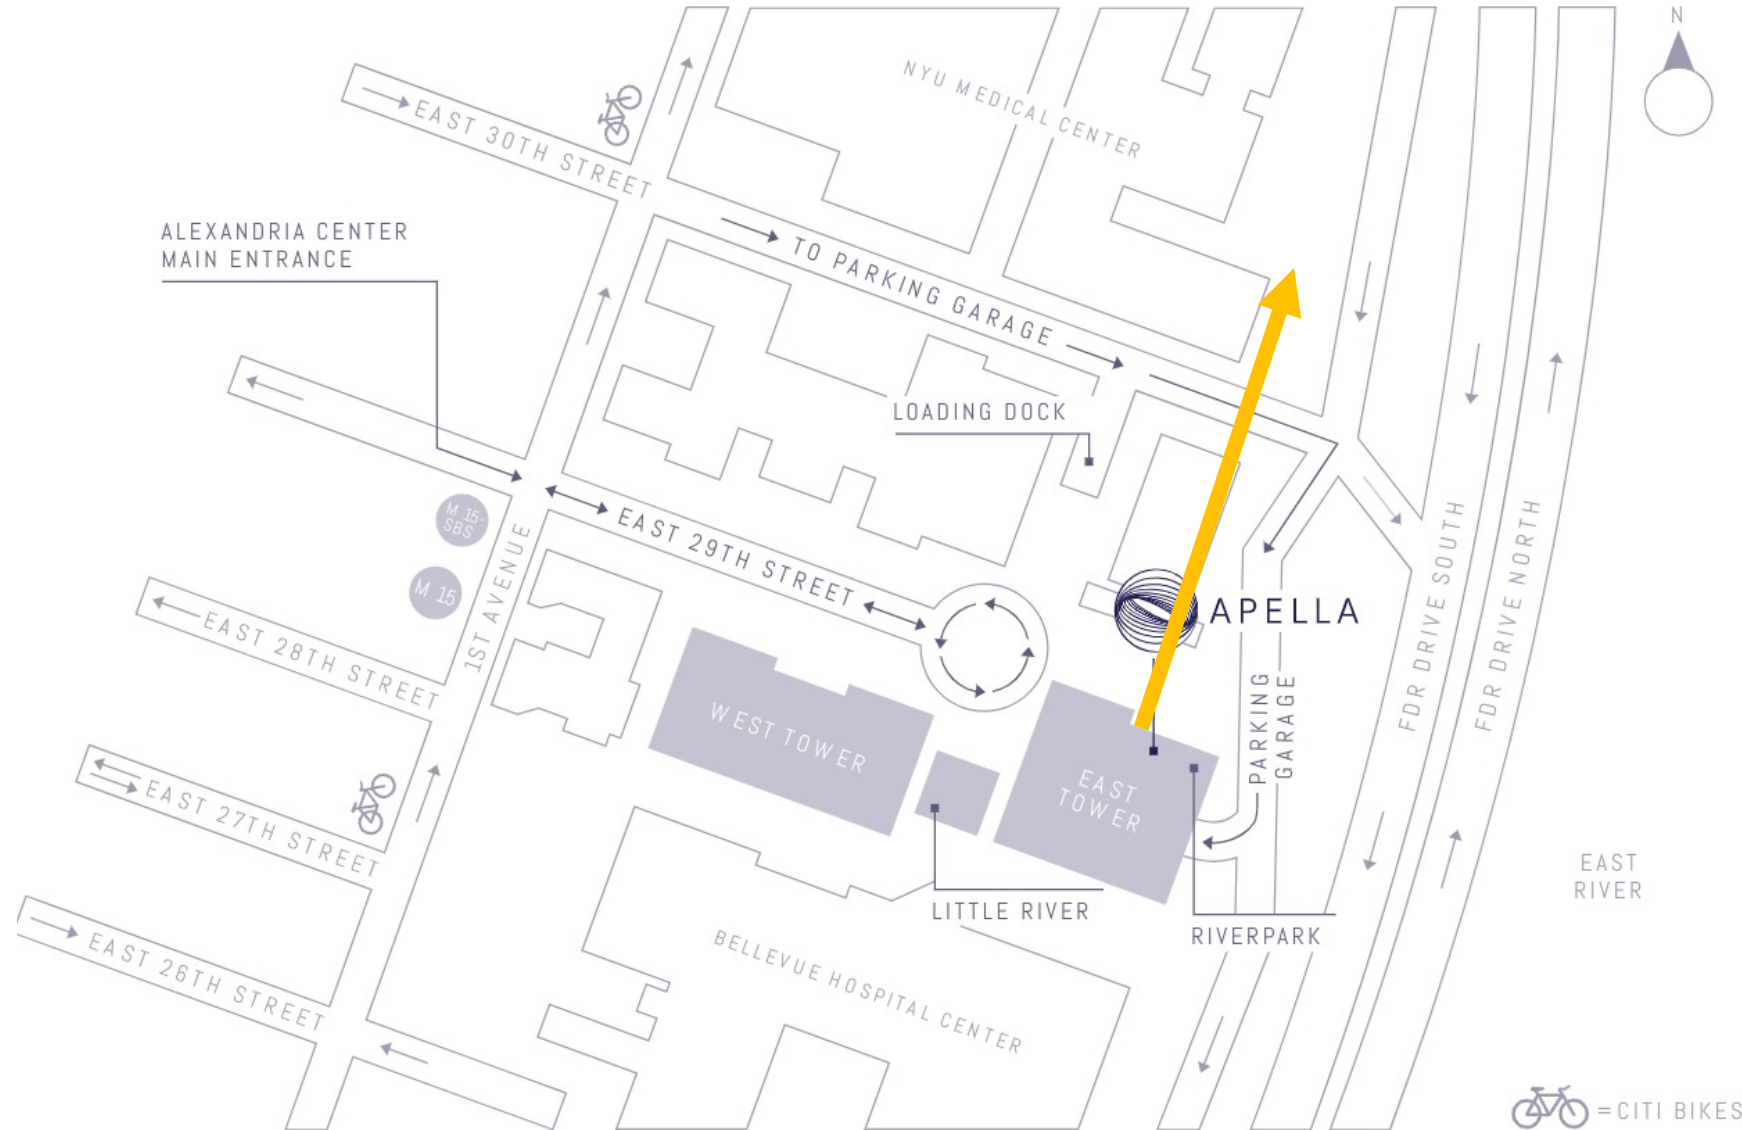 N
NYU MEDICAL CENTER
EAST 30TH STREET
ALEXANDRIA CENTER
MAIN ENTRANCE
TO PARKING GARAGE
LOADING DOCK
M 15-
SBS
M 15
EAST 29TH STREET
1ST AVENUE
APELLA
FDR DRIVE SOUTH
FDR DRIVE NORTH
EAST 28TH STREET
WEST TOWER
EAST
TOWER
PARKING
GARAGE
EAST 27TH STREET
LITTLE RIVER
RIVERPARK
EAST
RIVER
EAST 26TH STREET
BELLEVUE HOSPITAL CENTER
= CITI BIKES